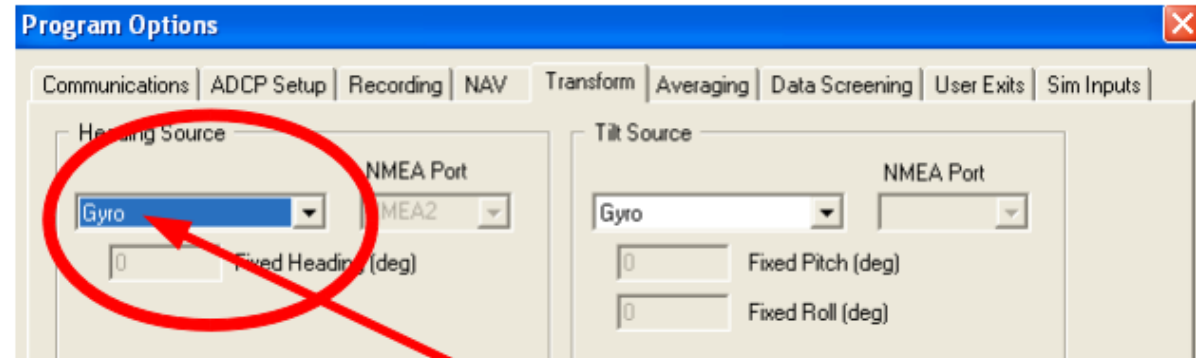 Program Options
Communications ADCP Setup Recording NAV Transform Averaging Data Screening User Exits Sim Inputs
Heading Source
NMEA Port
Gyro NMEA2
0 Fixed Heading (deg)
Tilt Source
NMEA Port
Gyro
0 Fixed Pitch (deg)
0 Fixed Roll (deg)